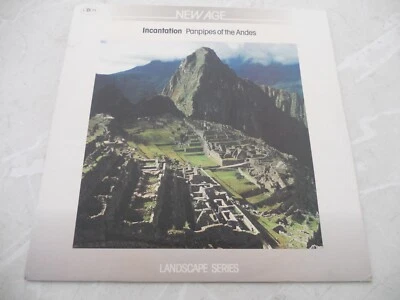 NEW AGE
Incantation Panpipes of the Andes
LANDSCAPE SERIES